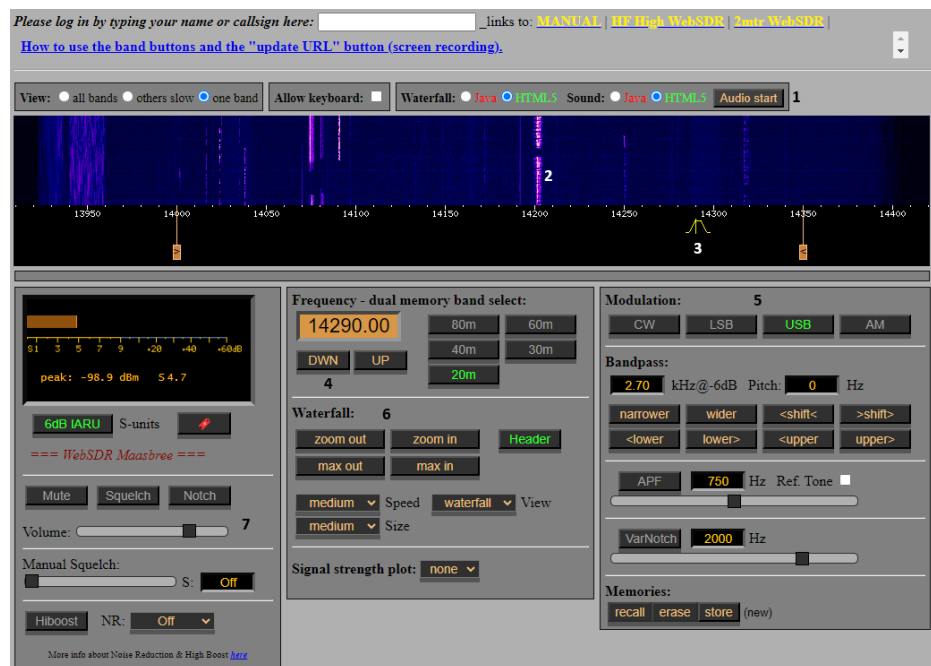 Please log in by typing your name or callsign here: _links to: MANUAL | HF High WebSDR | 2mtr WebSDR |
How to use the band buttons and the "update URL" button (screen recording).
View: all bands others slow one band Allow keyboard: Waterfall: Java HTML5 Sound: Java HTML5 Audio start 1
2
13950 14000 14050 14100 14150 14200 14250 14300 14350 14400
3
> <
S1 3 5 7 9 +20 +40 +60dB
peak: -98.9 dBm S4.7
6dB IARU S-units
=== WebSDR Maasbree ===
Mute Squelch Notch
Volume: 7
Manual Squelch:
S: Off
Hiboost NR: Off
More info about Noise Reduction & High Boost here
Frequency - dual memory band select:
14290.00 80m 60m
DWN UP 40m 30m
4 20m
Waterfall: 6
zoom out zoom in Header
max out max in
medium Speed waterfall View
medium Size
Signal strength plot: none
Modulation: 5
CW LSB USB AM
Bandpass:
2.70 kHz@-6dB Pitch: 0 Hz
narrower wider <shift< >shift>
<lower lower> <upper upper>
APF 750 Hz Ref. Tone
VarNotch 2000 Hz
Memories:
recall erase store (new)